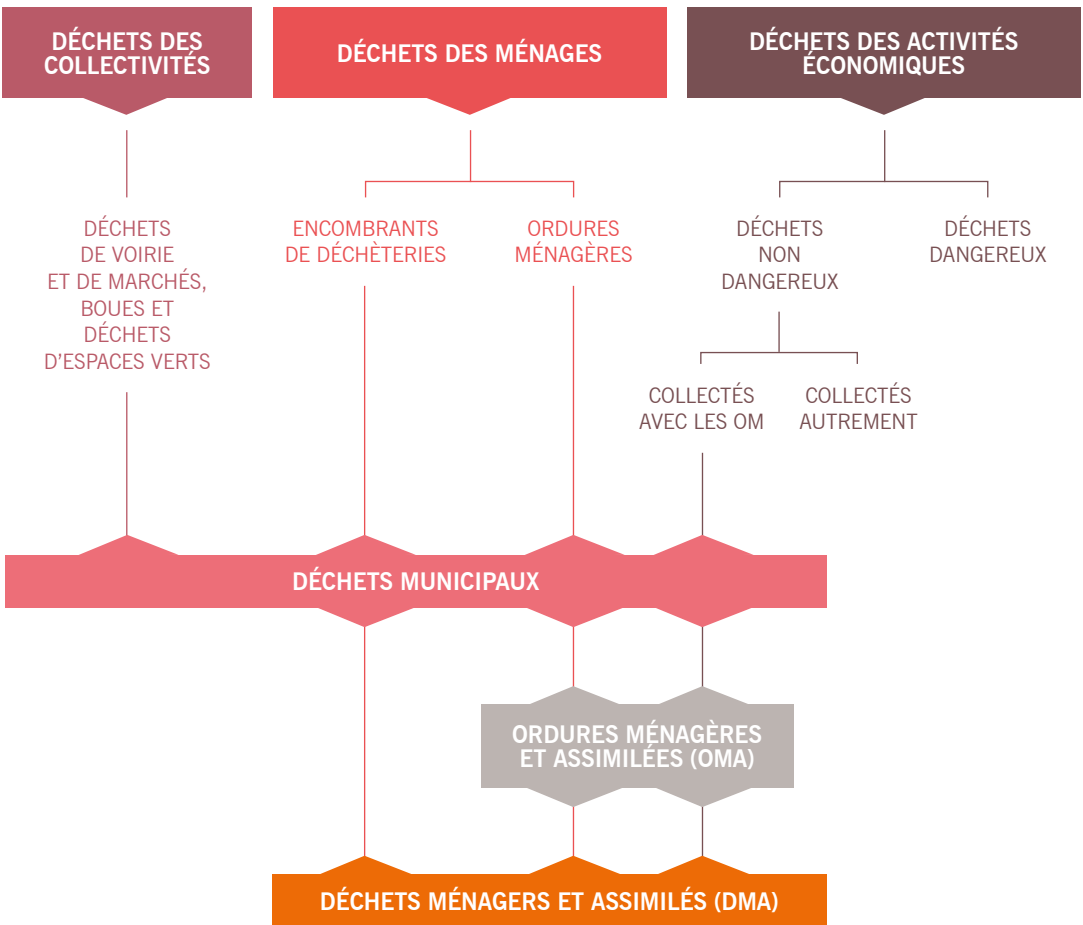 DÉCHETS DES
COLLECTIVITÉS
DÉCHETS DES MÉNAGES
DÉCHETS DES ACTIVITÉS
ÉCONOMIQUES
DÉCHETS
DE VOIRIE
ET DE MARCHÉS,
BOUES ET
DÉCHETS
D'ESPACES VERTS
ENCOMBRANTS
DE DÉCHÈTERIES
ORDURES
MÉNAGÈRES
DÉCHETS
NON
DANGEREUX
DÉCHETS
DANGEREUX
COLLECTÉS
AVEC LES OM
COLLECTÉS
AUTREMENT
DÉCHETS MUNICIPAUX
ORDURES MÉNAGÈRES
ET ASSIMILÉES (OMA)
DÉCHETS MÉNAGERS ET ASSIMILÉS (DMA)